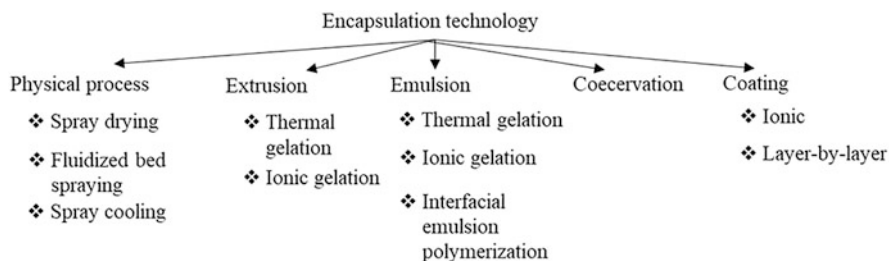 Encapsulation technology
Physical process
❖ Spray drying
❖ Fluidized bed
spraying
❖ Spray cooling
Extrusion
❖ Thermal
gelation
❖ Ionic gelation
Emulsion
❖ Thermal gelation
❖ Ionic gelation
❖ Interfacial
emulsion
polymerization
Coecervation
Coating
❖ Ionic
❖ Layer-by-layer